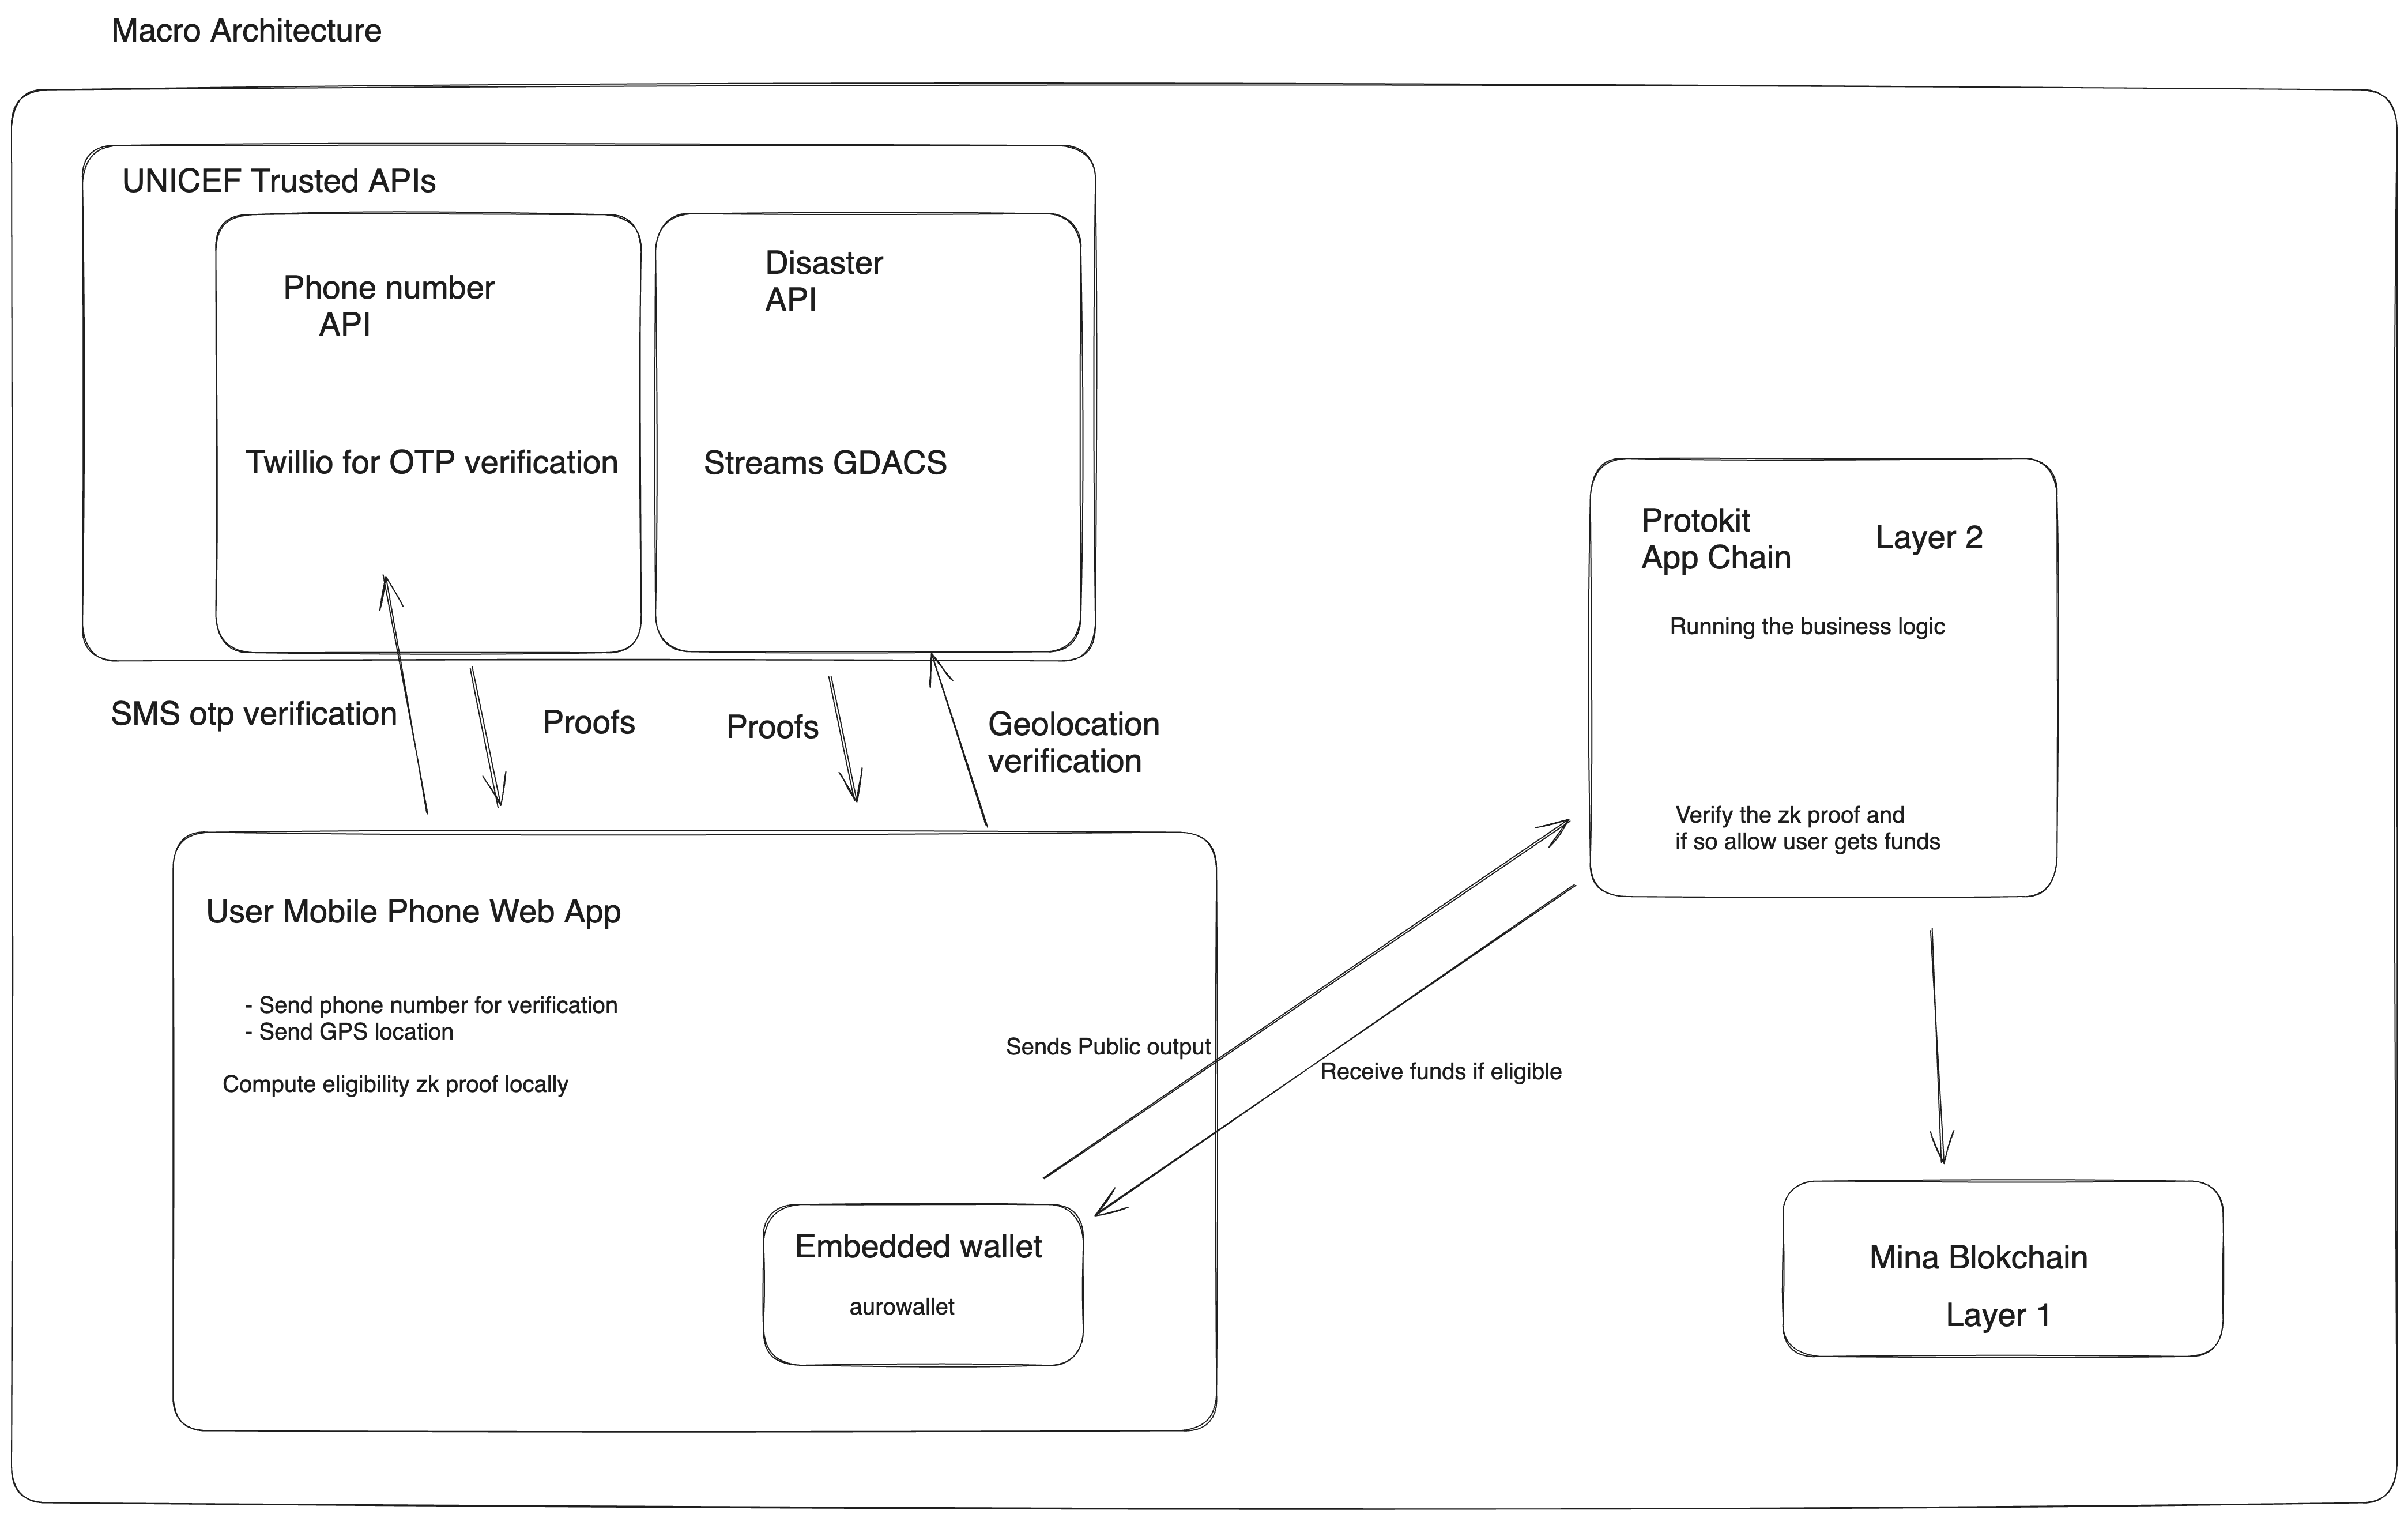 Macro Architecture
UNICEF Trusted APIs
Phone number
API
Twillio for OTP verification
Disaster
API
Streams GDACS
SMS otp verification
Proofs
Proofs
Geolocation
verification
User Mobile Phone Web App
- Send phone number for verification
- Send GPS location
Compute eligibility zk proof locally
Embedded wallet
aurowallet
Sends Public output
Receive funds if eligible
Protokit
App Chain
Layer 2
Running the business logic
Verify the zk proof and
if so allow user gets funds
Mina Blokchain
Layer 1